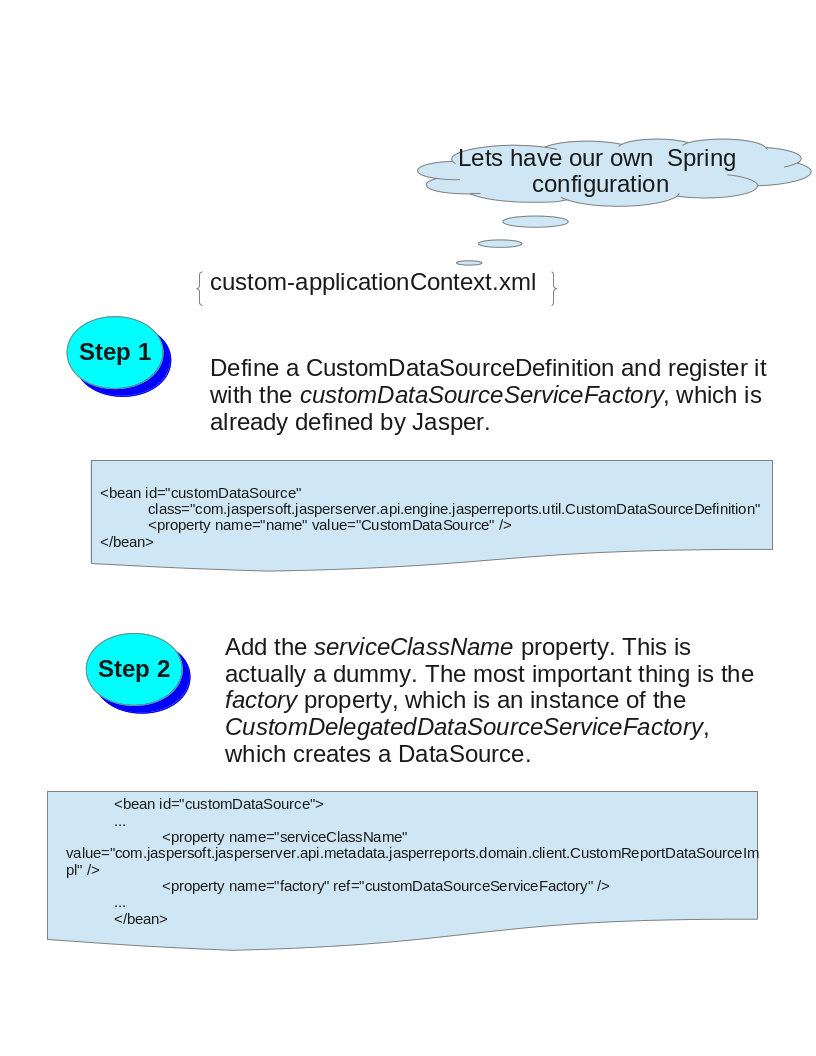 Lets have our own  Spring
configuration
custom-applicationContext.xml
Step 1
Define a CustomDataSourceDefinition and register it
with the customDataSourceServiceFactory, which is
already defined by Jasper.
<bean id="customDataSource"
class="com.jaspersoft.jasperserver.api.engine.jasperreports.util.CustomDataSourceDefinition"
<property name="name" value="CustomDataSource" />
</bean>
Step 2
Add the serviceClassName property. This is
actually a dummy. The most important thing is the
factory property, which is an instance of the
CustomDelegatedDataSourceServiceFactory,
which creates a DataSource.
<bean id="customDataSource">
...
<property name="serviceClassName"
value="com.jaspersoft.jasperserver.api.metadata.jasperreports.domain.client.CustomReportDataSourceIm
pl" />
<property name="factory" ref="customDataSourceServiceFactory" />
...
</bean>